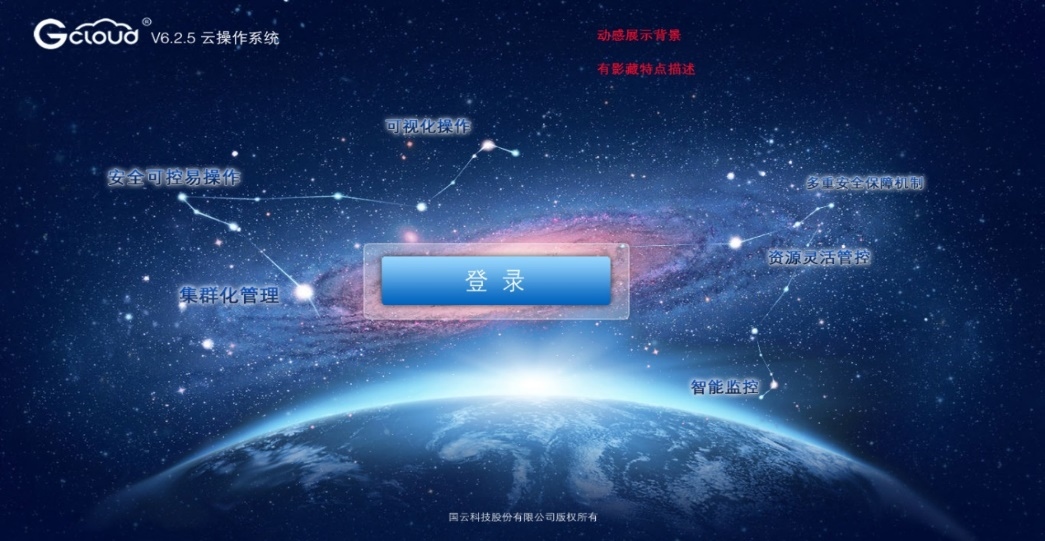 Gcloud® V6.2.5 云操作系统
动感展示背景
有影藏特点描述
可视化操作
安全可控易操作
多重安全保障机制
资源灵活管控
集群化管理
登录
智能监控
国云科技股份有限公司版权所有